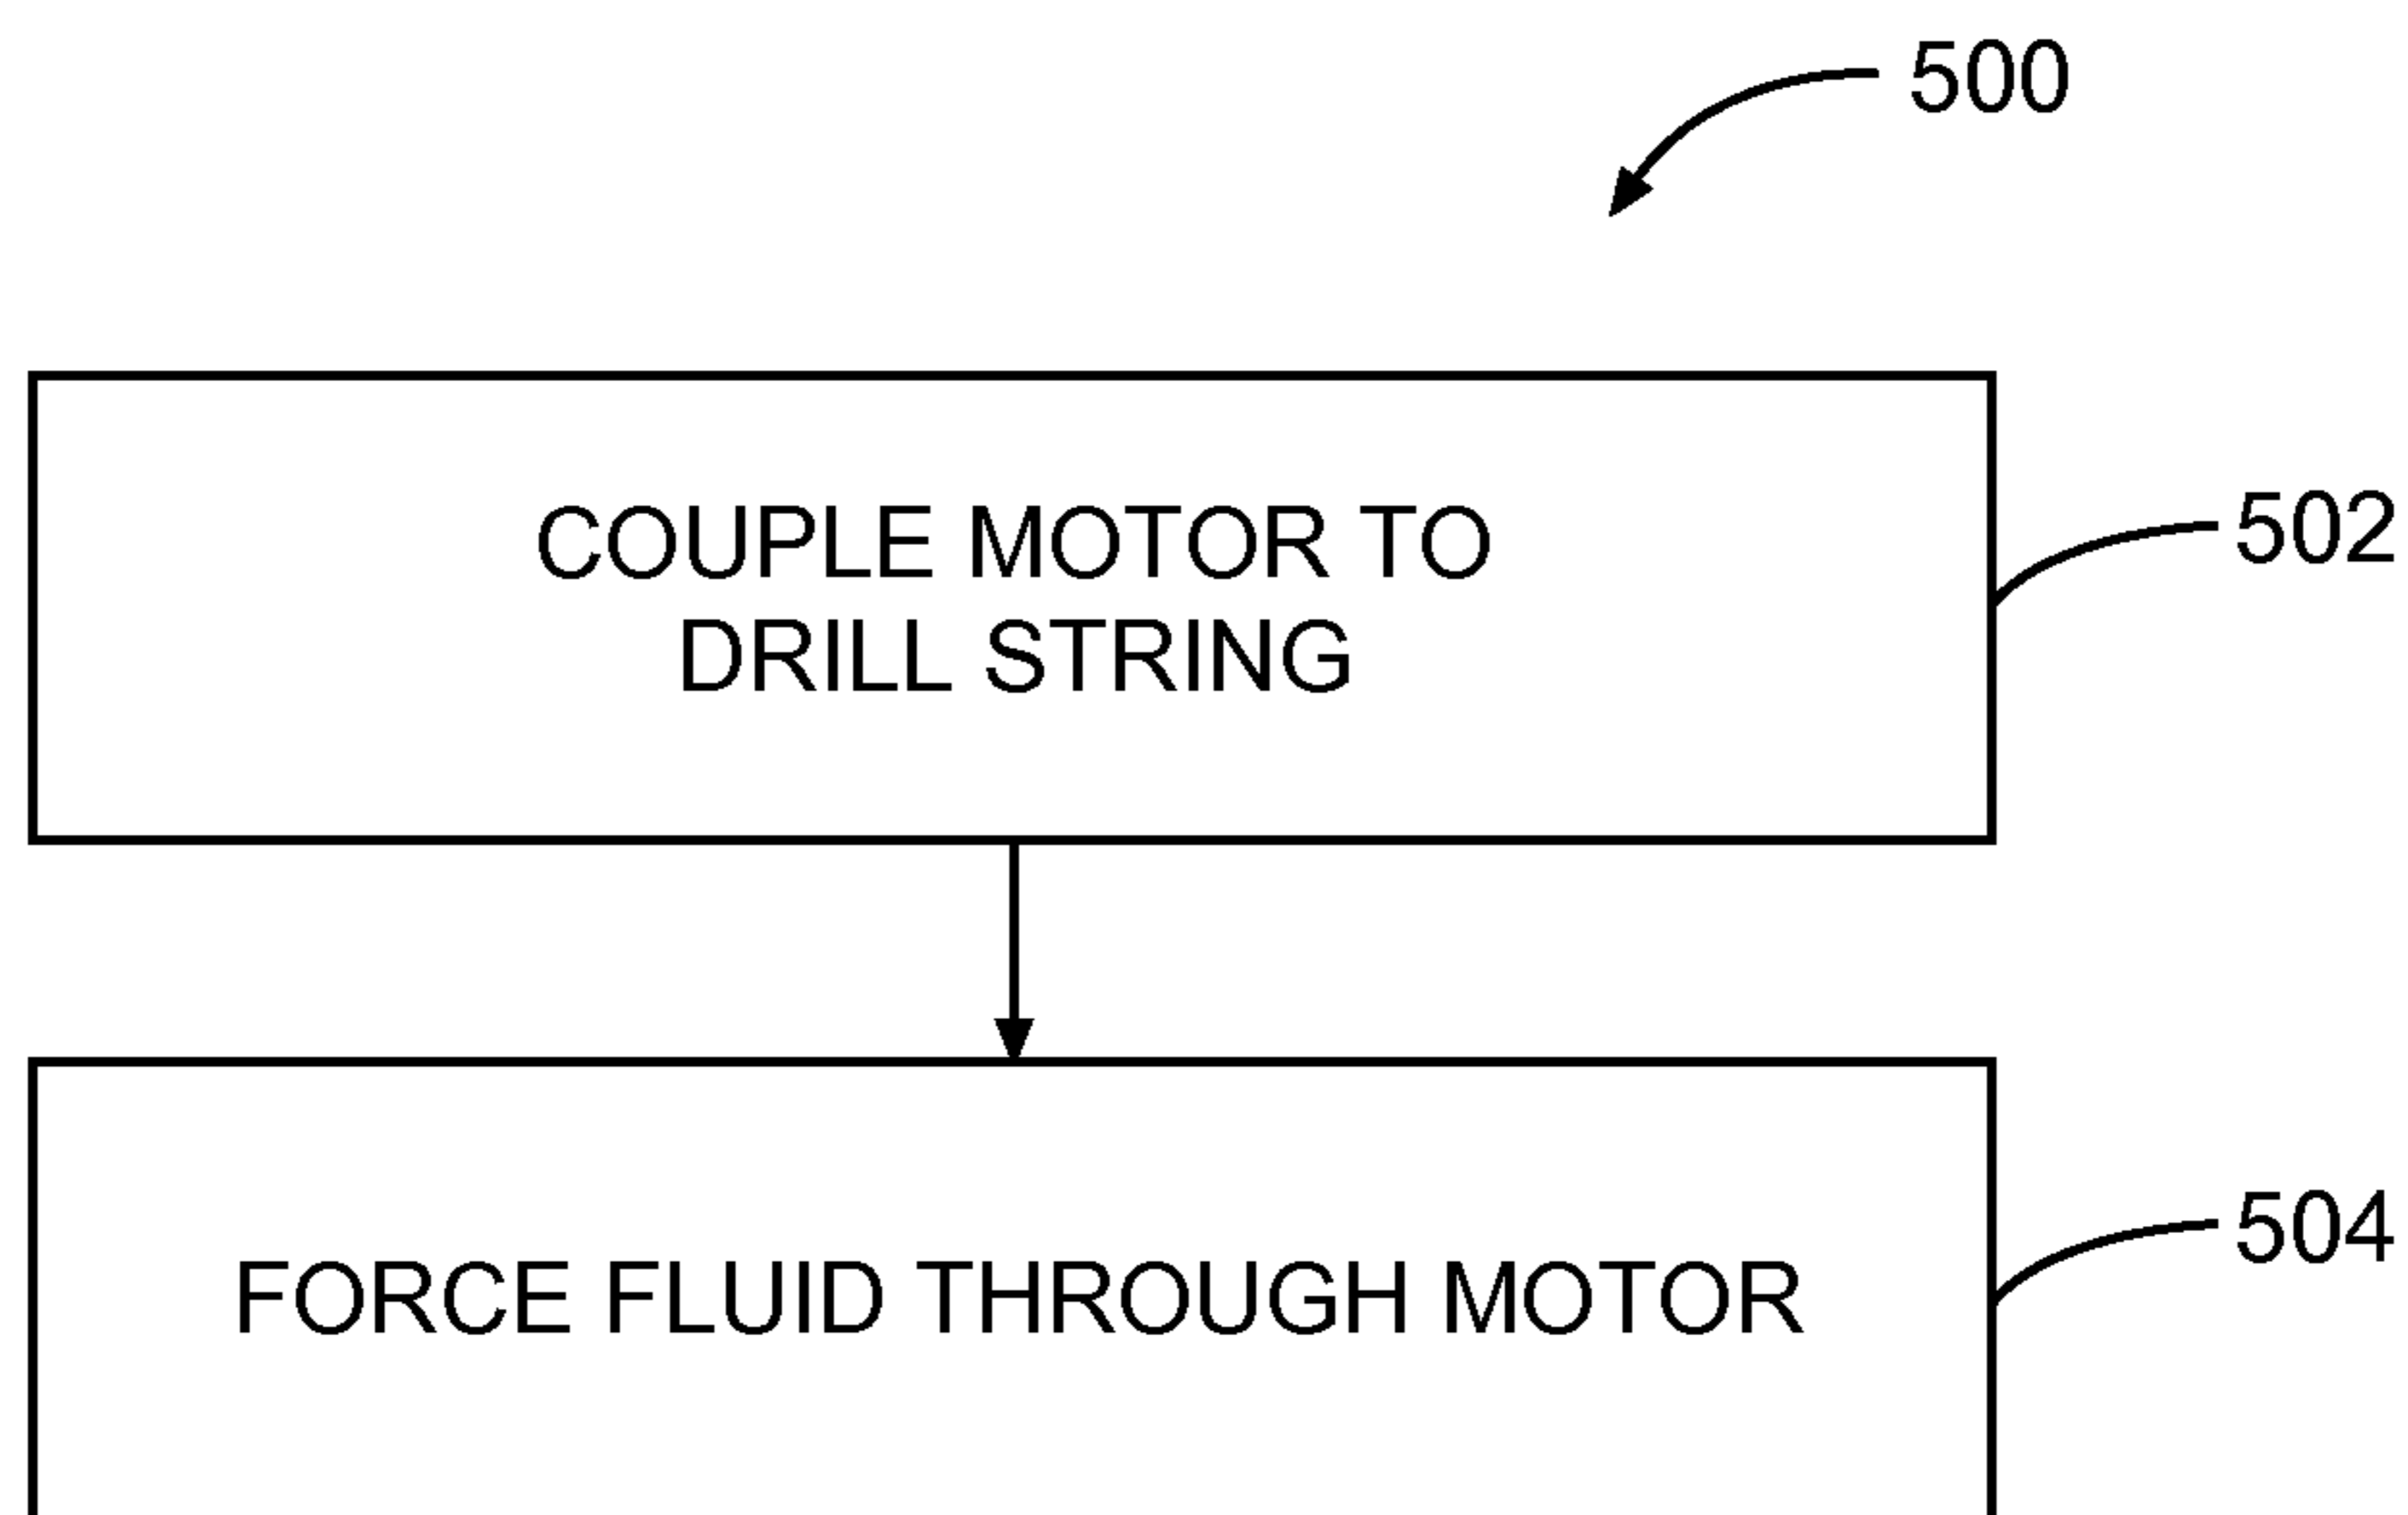 500
COUPLE MOTOR TO
DRILL STRING
502
FORCE FLUID THROUGH MOTOR
504